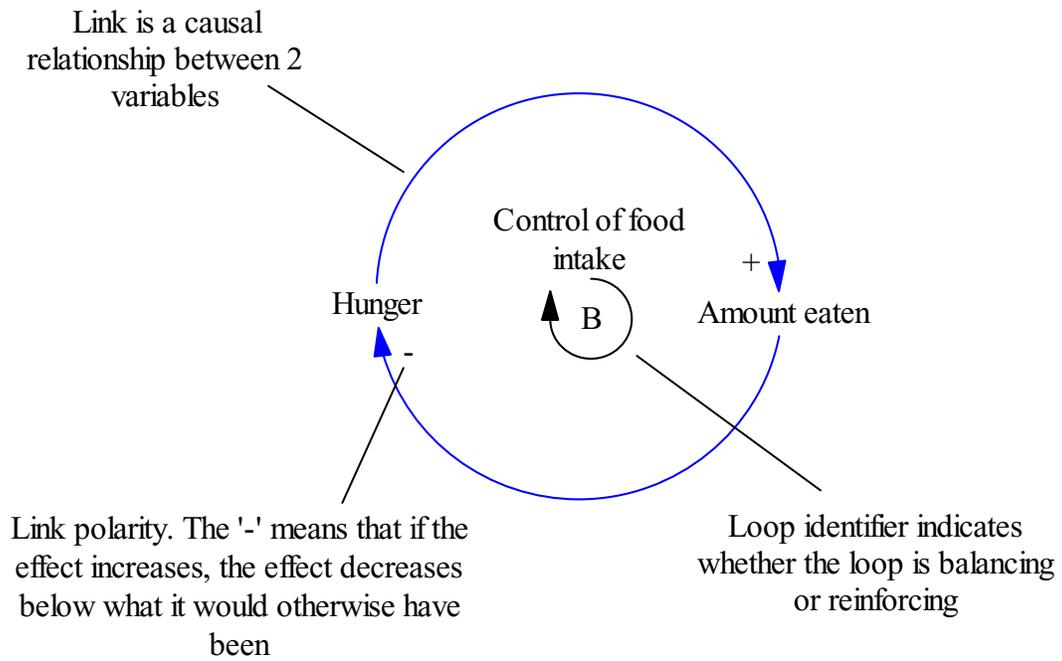 Link is a causal
relationship between 2
variables
Control of food
intake
+
Hunger
B
Amount eaten
-
Link polarity. The '-' means that if the
effect increases, the effect decreases
below what it would otherwise have
been
Loop identifier indicates
whether the loop is balancing
or reinforcing